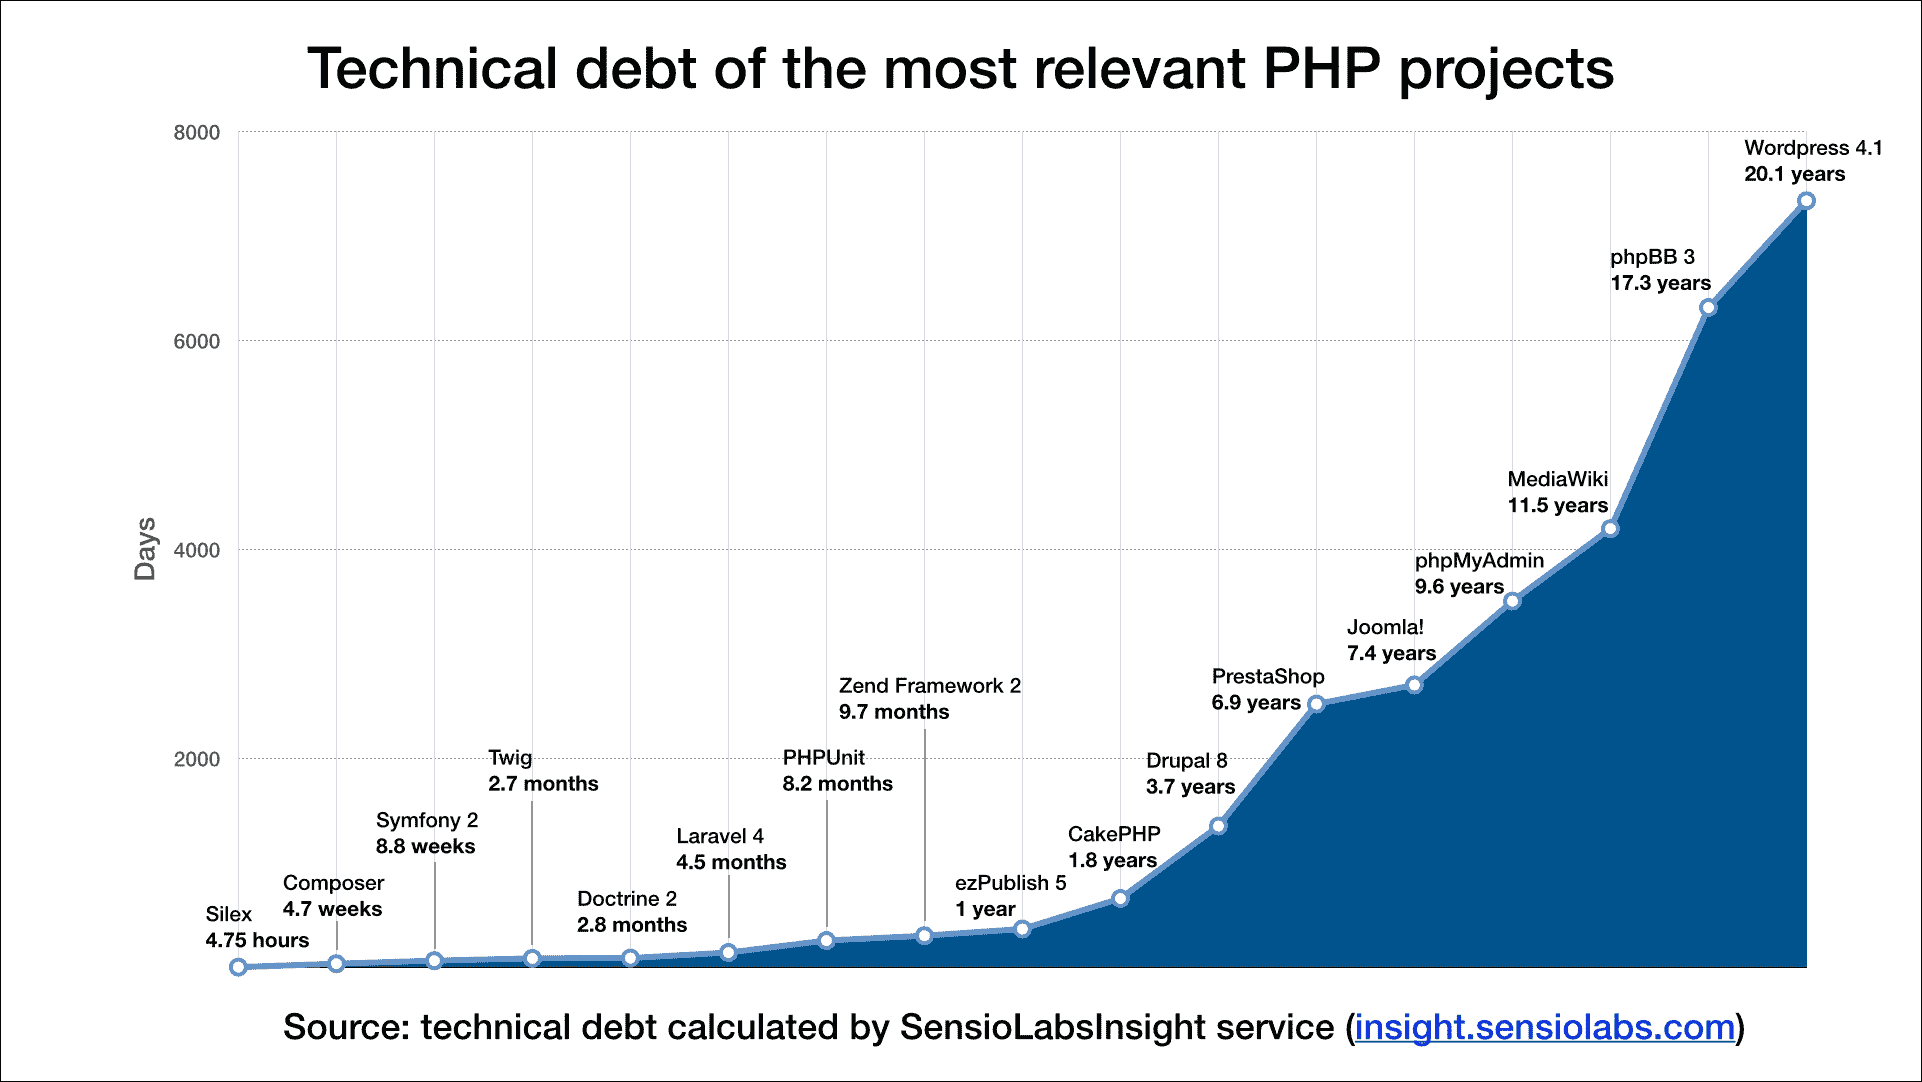 Technical debt of the most relevant PHP projects
8000
6000
4000
2000
Days
Silex
4.75 hours
Composer
4.7 weeks
Symfony 2
8.8 weeks
Twig
2.7 months
Doctrine 2
2.8 months
Laravel 4
4.5 months
PHPUnit
8.2 months
Zend Framework 2
9.7 months
ezPublish 5
1 year
CakePHP
1.8 years
Drupal 8
3.7 years
PrestaShop
6.9 years
Joomla!
7.4 years
phpMyAdmin
9.6 years
MediaWiki
11.5 years
phpBB 3
17.3 years
Wordpress 4.1
20.1 years
Source: technical debt calculated by SensioLabsInsight service (insight.sensiolabs.com)